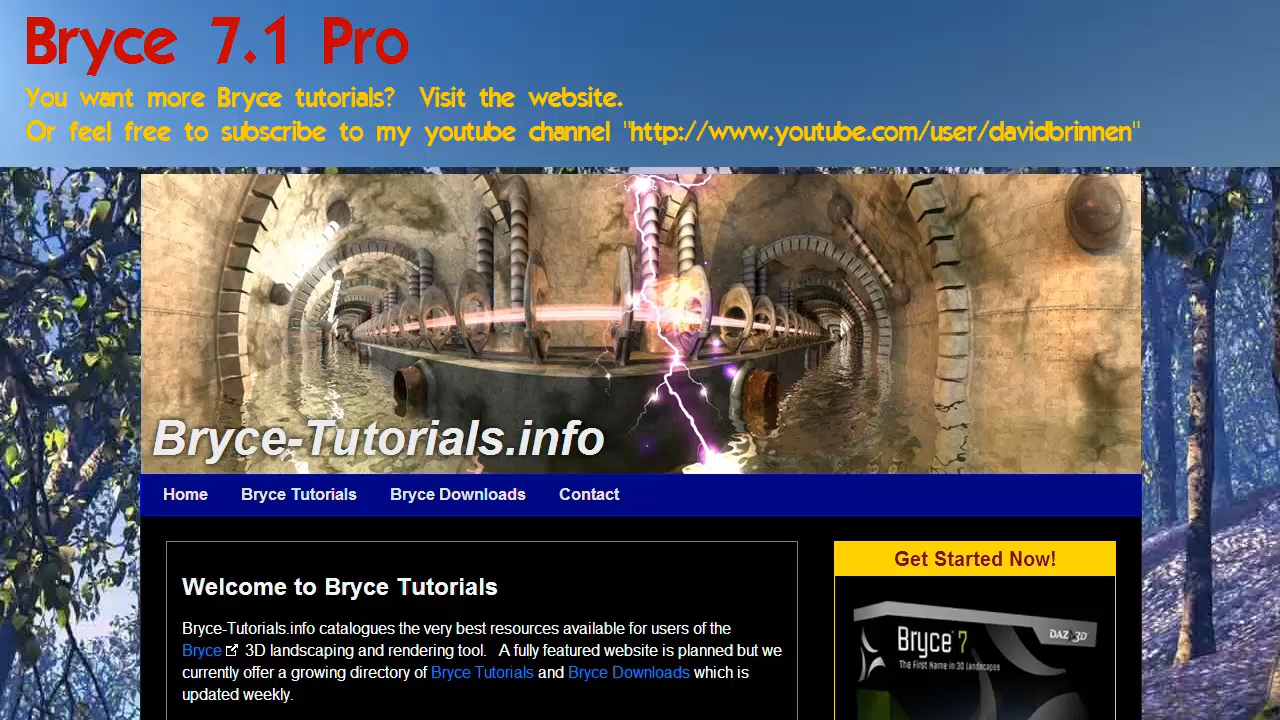 Bryce 7.1 Pro
You want more Bryce tutorials? Visit the website.
Or feel free to subscribe to my youtube channel "http://www.youtube.com/user/davidbrinnen"
Bryce-Tutorials.info
Home Bryce Tutorials Bryce Downloads Contact
Welcome to Bryce Tutorials
Bryce-Tutorials.info catalogues the very best resources available for users of the
Bryce 3D landscaping and rendering tool. A fully featured website is planned but we
currently offer a growing directory of Bryce Tutorials and Bryce Downloads which is
updated weekly.
Get Started Now!
DAZ 3D
Bryce 7
The First Name in 3D Landscapes